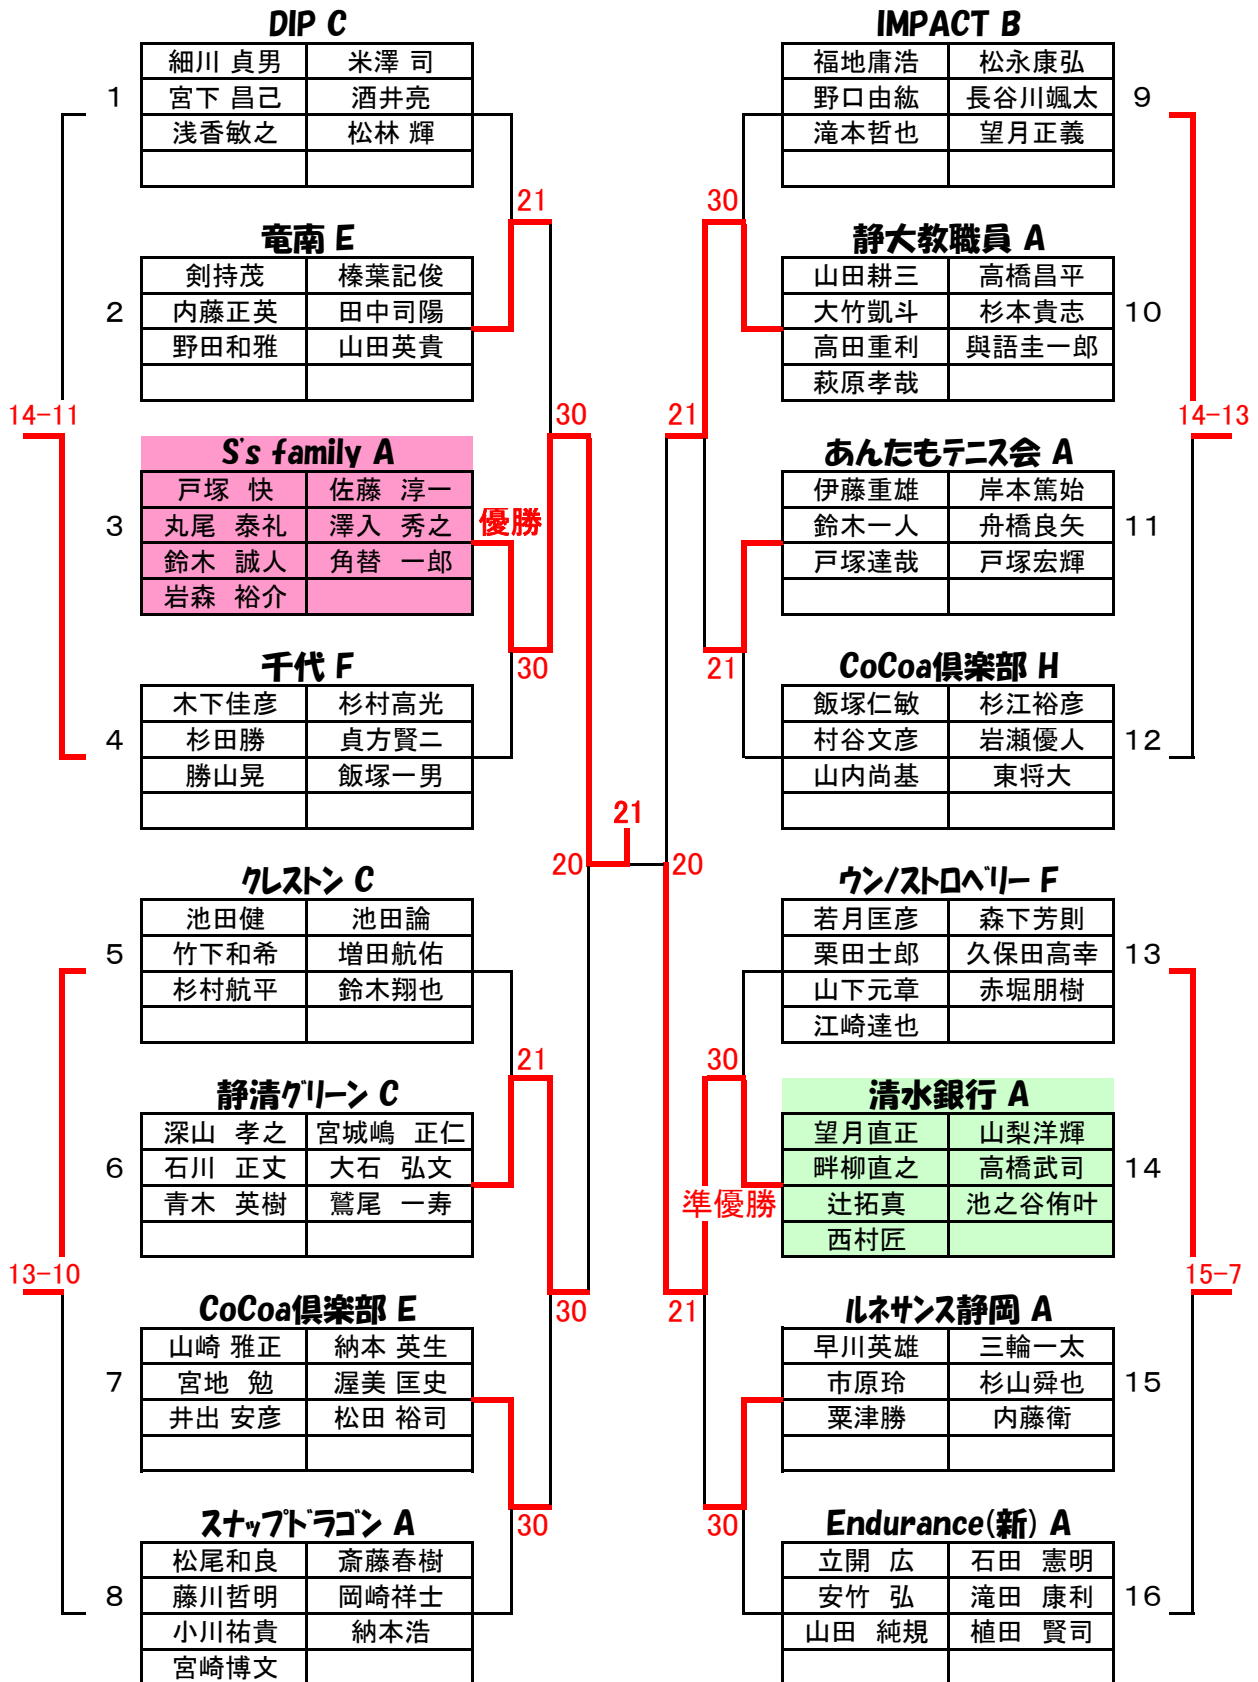 DIP C
細川 貞男 米澤 司
1 宮下 昌己 酒井亮
浅香敏之 松林 輝
21
竜南 E
剣持茂 榛葉記俊
2 内藤正英 田中司陽
野田和雅 山田英貴
14-11
30
S's family A
戸塚 快 佐藤 淳一
3 丸尾 泰礼 澤入 秀之 優勝
鈴木 誠人 角替 一郎
岩森 裕介
千代 F
30
木下佳彦 杉村高光
4 杉田勝 貞方賢二
勝山晃 飯塚一男
21
20
クレストン C
池田健 池田諭
5 竹下和希 増田航佑
杉村航平 鈴木翔也
21
静清グリーン C
深山 孝之 宮城嶋 正仁
6 石川 正丈 大石 弘文
青木 英樹 鷲尾 一寿
13-10
30
CoCoa倶楽部 E
山崎 雅正 納本 英生
7 宮地 勉 渥美 匡史
井出 安彦 松田 裕司
スナップドラゴン A
30
松尾和良 斎藤春樹
8 藤川哲明 岡崎祥士
小川祐貴 納本浩
宮崎博文
IMPACT B
福地庸浩 松永康弘
野口由紘 長谷川颯太 9
滝本哲也 望月正義
30
静大教職員 A
山田耕三 高橋昌平
大竹凱斗 杉本貴志 10
高田重利 與語圭一郎
萩原孝哉
21
14-13
あんたもテニス会 A
伊藤重雄 岸本篤始
鈴木一人 舟橋良矢 11
戸塚達哉 戸塚宏輝
21
CoCoa倶楽部 H
飯塚仁敏 杉江裕彦
村谷文彦 岩瀬優人 12
山内尚基 東将大
20
ウン/ストロベリー F
若月匡彦 森下芳則
栗田士郎 久保田高幸 13
山下元章 赤堀朋樹
江崎達也
30
清水銀行 A
望月直正 山梨洋輝
畔柳直之 高橋武司 14
準優勝 辻拓真 池之谷侑叶
西村匠
15-7
21
ルネサンス静岡 A
早川英雄 三輪一太
市原玲 杉山舜也 15
粟津勝 内藤衛
30
Endurance(新) A
立開 広 石田 憲明
安竹 弘 滝田 康利 16
山田 純規 植田 賢司